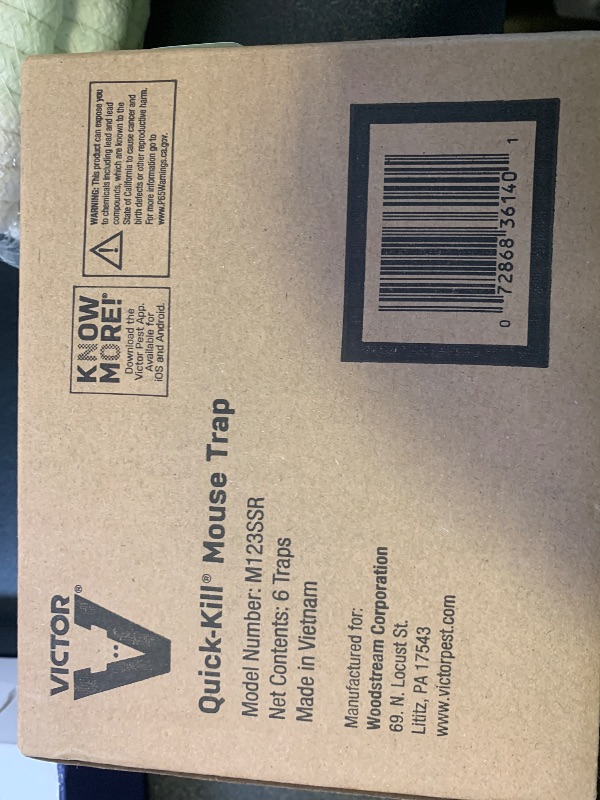 VICTOR®
Quick-Kill® Mouse Trap
Model Number: M123SSR
Net Contents: 6 Traps
Made in Vietnam
Manufactured for:
Woodstream Corporation
69. N. Locust St.
Lititz, PA 17543
www.victorpest.com
KNOW
MORE!®
Download the
Victor Pest App.
Available for
iOS and Android.
WARNING: This product can expose you
to chemicals including lead and lead
compounds, which are known to the
State of California to cause cancer and
birth defects or other reproductive harm.
For more information go to
www.P65Warnings.ca.gov.
0 72868 36140 1